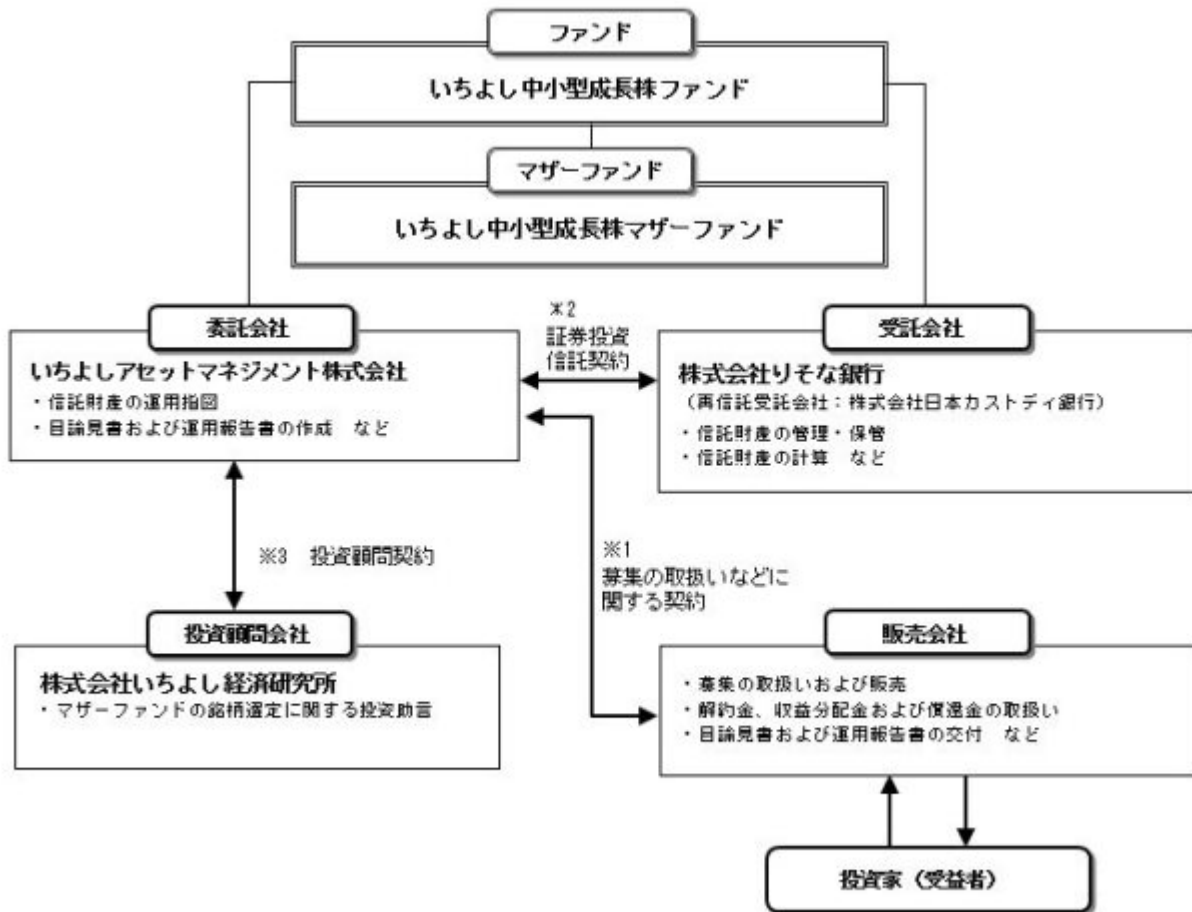 ファンド
いちよし中小型成長株ファンド
マザーファンド
いちよし中小型成長株マザーファンド
委託会社
いちよしアセットマネジメント株式会社
・信託財産の運用指図
・目論見書および運用報告書の作成 など
※2
証券投資
信託契約
受託会社
株式会社りそな銀行
(再信託受託会社：株式会社日本カストディ銀行)
・信託財産の管理・保管
・信託財産の計算 など
※3 投資顧問契約
※1
募集の取扱いなどに
関する契約
投資顧問会社
株式会社いちよし経済研究所
・マザーファンドの銘柄選定に関する投資助言
販売会社
・募集の取扱いおよび販売
・解約金、収益分配金および償還金の取扱い
・目論見書および運用報告書の交付 など
投資家（受益者）